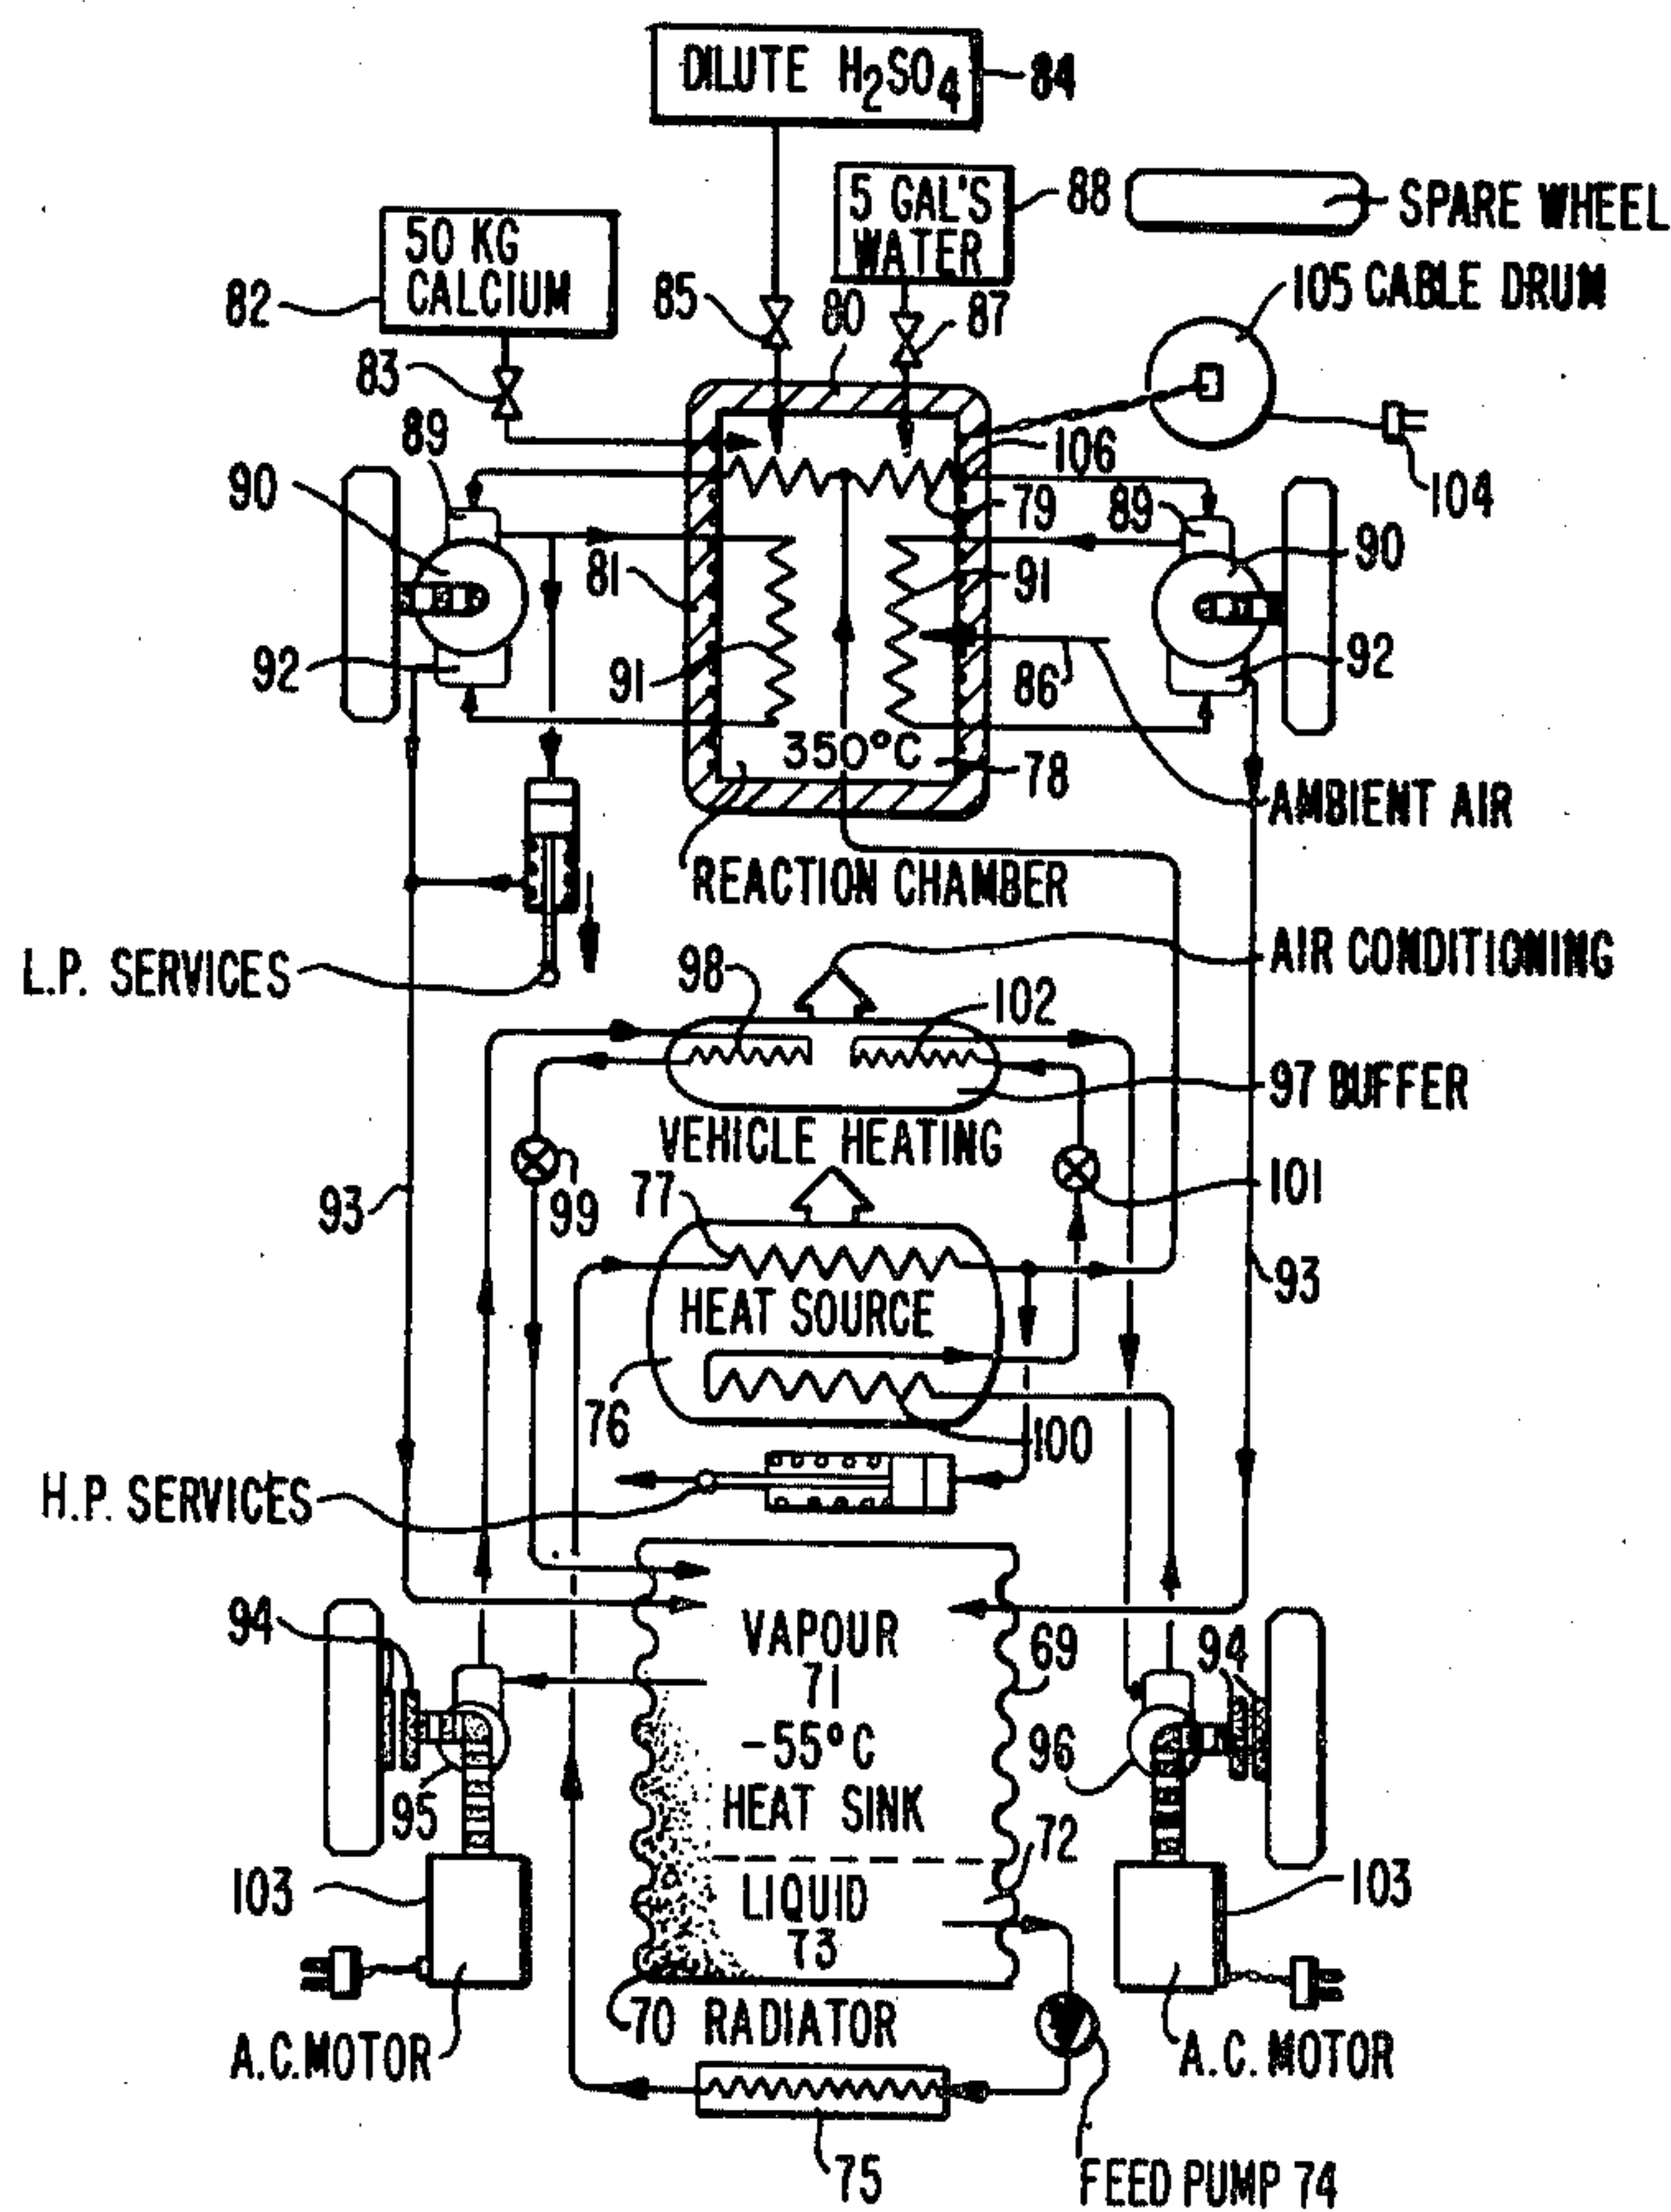 DILUTE H2SO4
84
5 GAL'S
WATER
88
SPARE WHEEL
50 KG
CALCIUM
82
85
80
87
105 CABLE DRUM
83
89
90
106
79
89
104
90
81
91
92
91
86
92
350°C
78
AMBIENT AIR
REACTION CHAMBER
L.P. SERVICES
98
102
AIR CONDITIONING
97 BUFFER
VEHICLE HEATING
93
99
77
101
HEAT SOURCE
93
76
100
H.P. SERVICES
94
VAPOUR
71
69
94
-55°C
HEAT SINK
95
96
72
103
LIQUID
73
103
70 RADIATOR
A.C. MOTOR
A.C. MOTOR
75
FEED PUMP 74